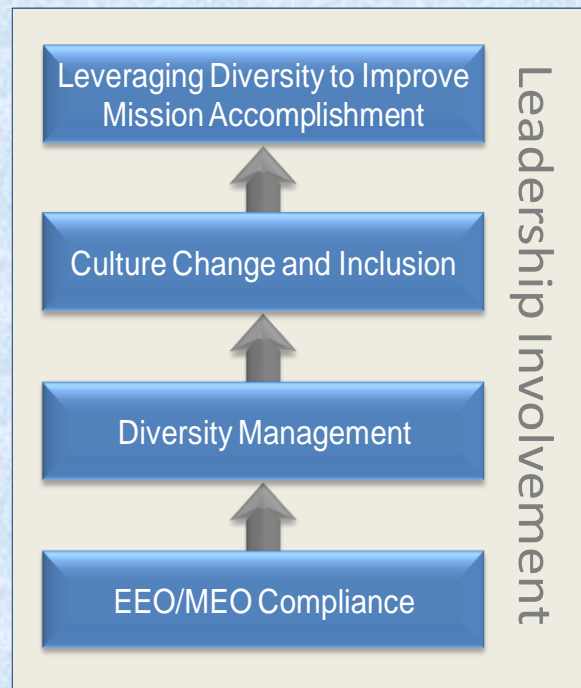 Leveraging Diversity to Improve
Mission Accomplishment
Culture Change and Inclusion
Diversity Management
EEO/MEO Compliance
Leadership Involvement